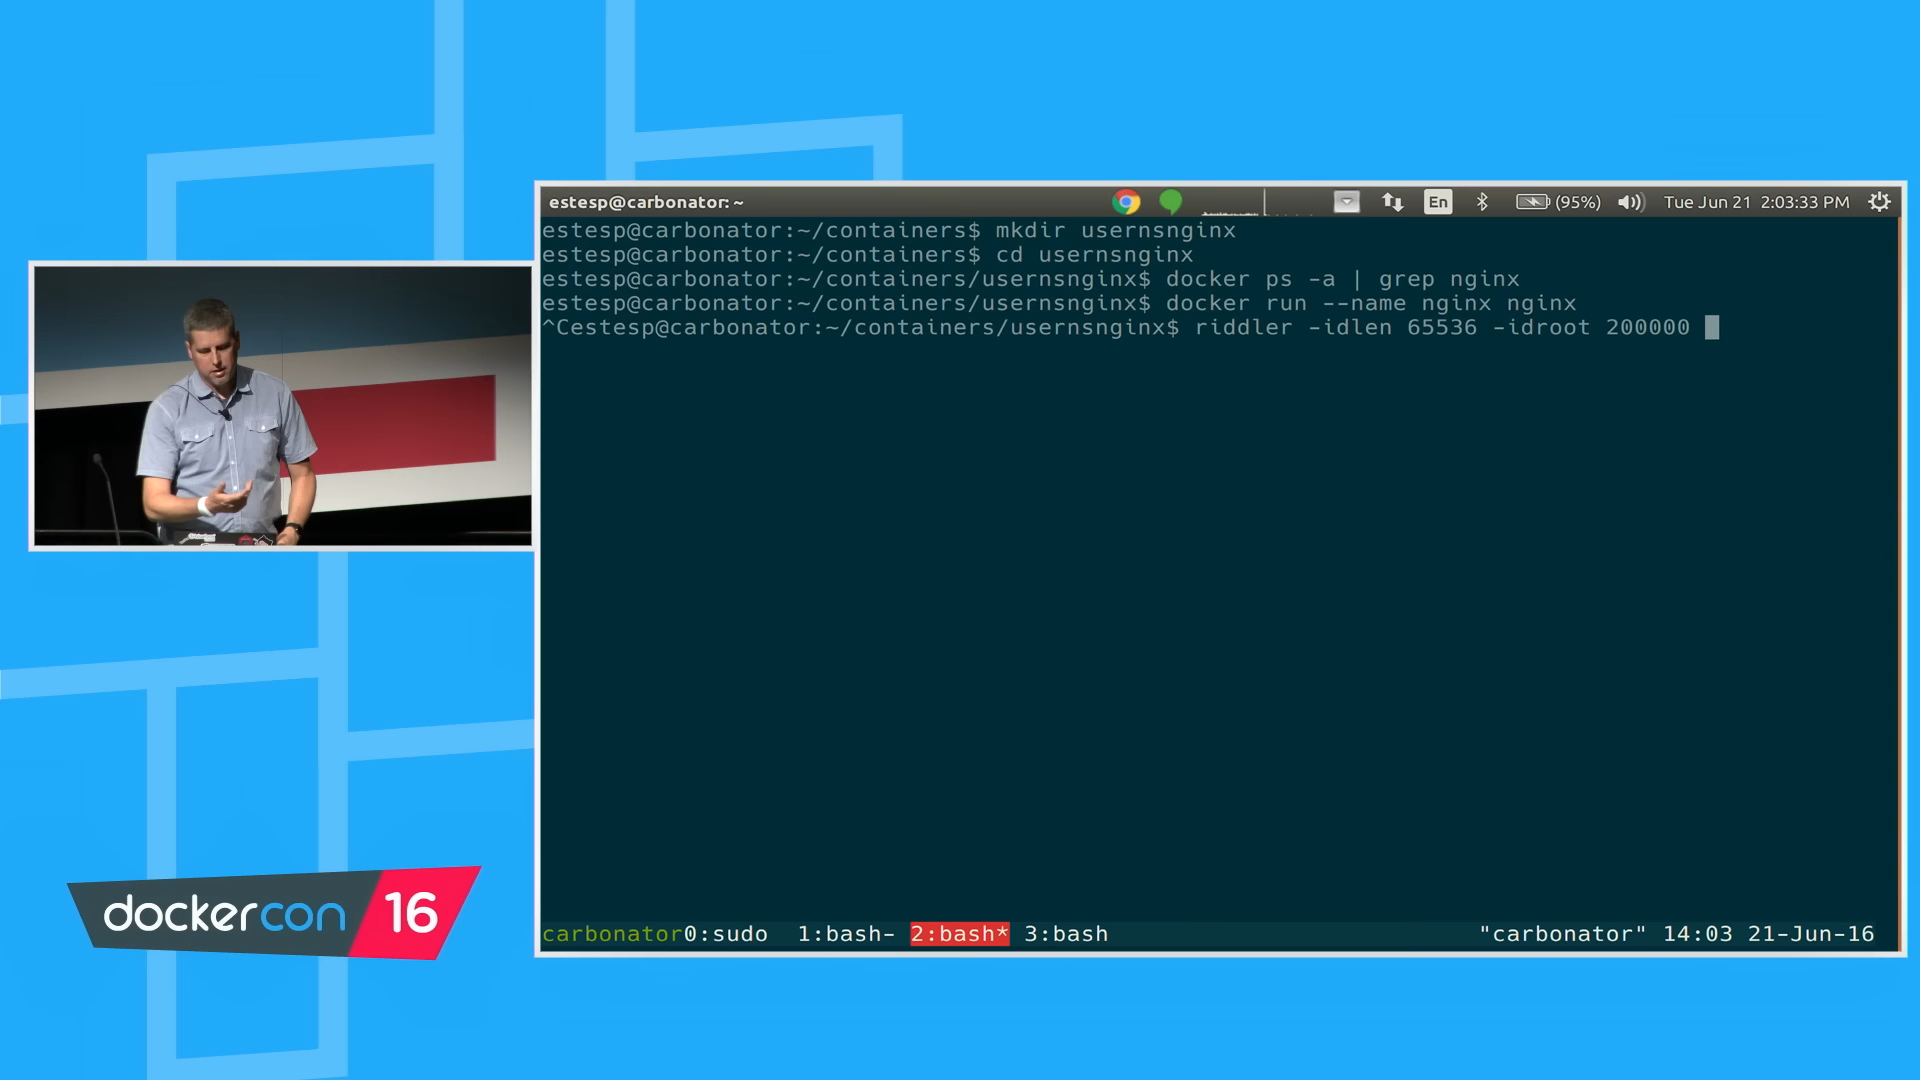 estesp@carbonator: ~
En
(95%)
Tue Jun 21 2:03:33 PM
estesp@carbonator:~/containers$ mkdir usernsnginx
estesp@carbonator:~/containers$ cd usernsnginx
estesp@carbonator:~/containers/usernsnginx$ docker ps -a | grep nginx
estesp@carbonator:~/containers/usernsnginx$ docker run --name nginx nginx
^Cestesp@carbonator:~/containers/usernsnginx$ riddler -idlen 65536 -idroot 200000
carbonator0:sudo 1:bash- 2:bash* 3:bash "carbonator" 14:03 21-Jun-16
dockercon 16